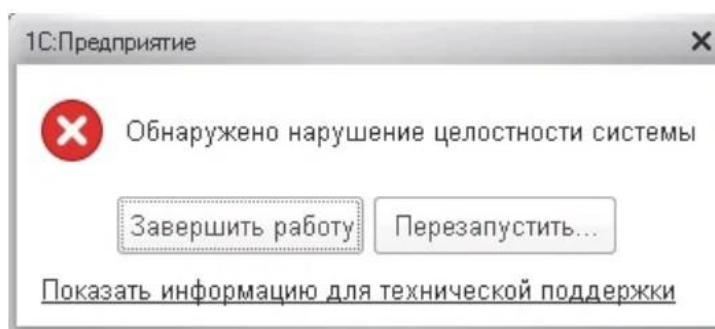 1С:Предприятие
Обнаружено нарушение целостности системы
Завершить работу Перезапустить...
Показать информацию для технической поддержки